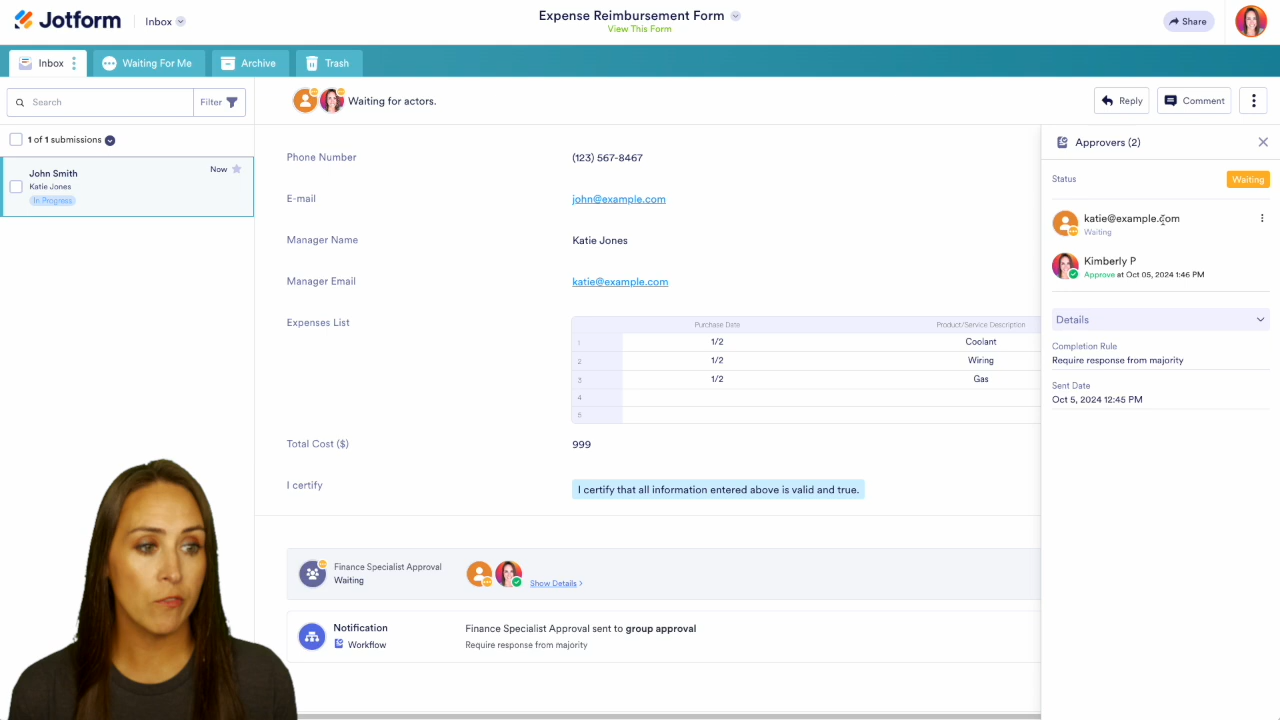 Jotform
Inbox
Expense Reimbursement Form
View This Form
Share
Inbox
Waiting For Me
Archive
Trash
Search
Filter
Waiting for actors.
Reply
Comment
1 of 1 submissions
John Smith
Now
Katie Jones
In Progress
Phone Number
(123) 567-8467
E-mail
john@example.com
Manager Name
Katie Jones
Manager Email
katie@example.com
Expenses List
Purchase Date
Product/Service Description
1
1/2
Coolant
2
1/2
Wiring
3
1/2
Gas
4
5
Total Cost ($)
999
I certify
I certify that all information entered above is valid and true.
Finance Specialist Approval
Waiting
Show Details >
Notification
Workflow
Finance Specialist Approval sent to group approval
Require response from majority
Approvers (2)
Status
Waiting
katie@example.com
Waiting
Kimberly P
Approve at Oct 05, 2024 1:46 PM
Details
Completion Rule
Require response from majority
Sent Date
Oct 5, 2024 12:45 PM